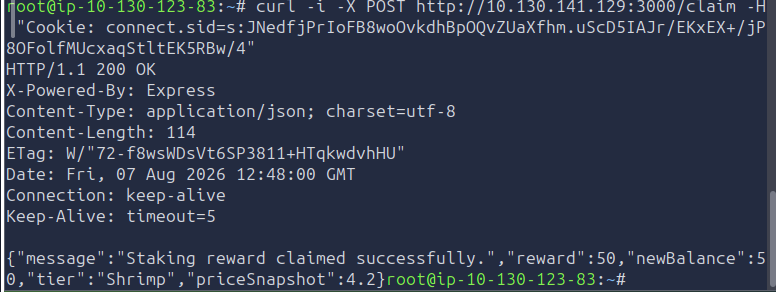 root@ip-10-130-123-83:~# curl -i -X POST http://10.130.141.129:3000/claim -H
"Cookie: connect.sid=s:JNedfjPrIoFB8woOvkdhBpOQvZUaXfhm.uScD5IAJr/EKxEX+/jP
8OFolfMUcxaqStltEK5RBw/4"
HTTP/1.1 200 OK
X-Powered-By: Express
Content-Type: application/json; charset=utf-8
Content-Length: 114
ETag: W/"72-f8wsWDsVt6SP3811+HTqkwdvhHU"
Date: Fri, 07 Aug 2026 12:48:00 GMT
Connection: keep-alive
Keep-Alive: timeout=5

{"message":"Staking reward claimed successfully.","reward":50,"newBalance":5
0,"tier":"Shrimp","priceSnapshot":4.2}root@ip-10-130-123-83:~#